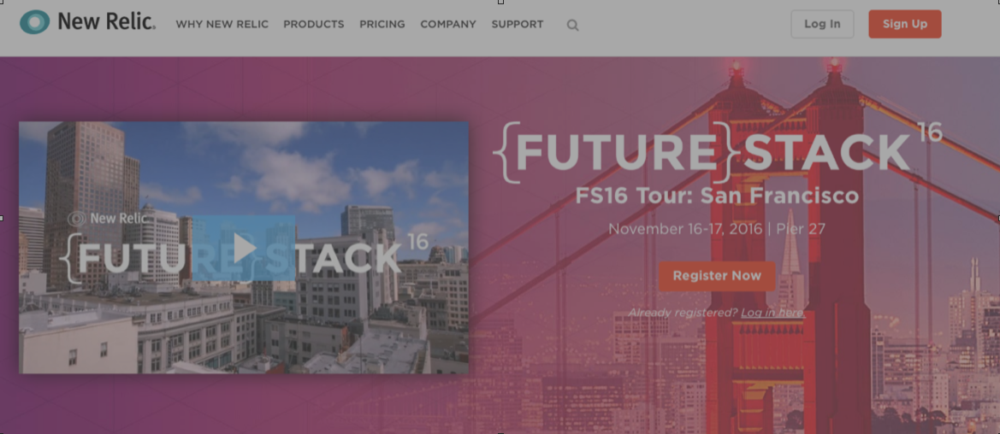 New Relic.
WHY NEW RELIC PRODUCTS PRICING COMPANY SUPPORT
Log In
Sign Up
New Relic
{FUTURE}STACK 16
{FUTURE}STACK 16
FS16 Tour: San Francisco
November 16-17, 2016 | Pier 27
Register Now
Already registered? Log in here.